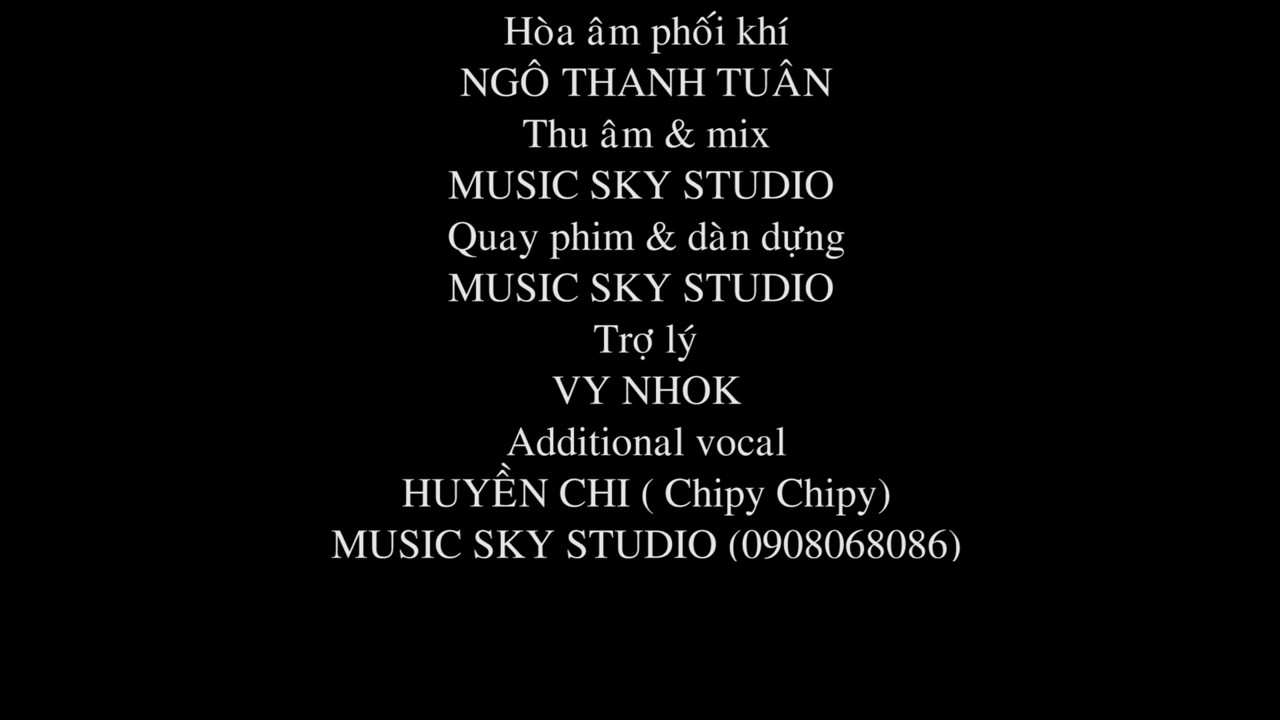 Hòa âm phối khí
NGÔ THANH TUÂN
Thu âm & mix
MUSIC SKY STUDIO
Quay phim & dàn dựng
MUSIC SKY STUDIO
Trợ lý
VY NHOK
Additional vocal
HUYỀN CHI ( Chipy Chipy)
MUSIC SKY STUDIO (0908068086)